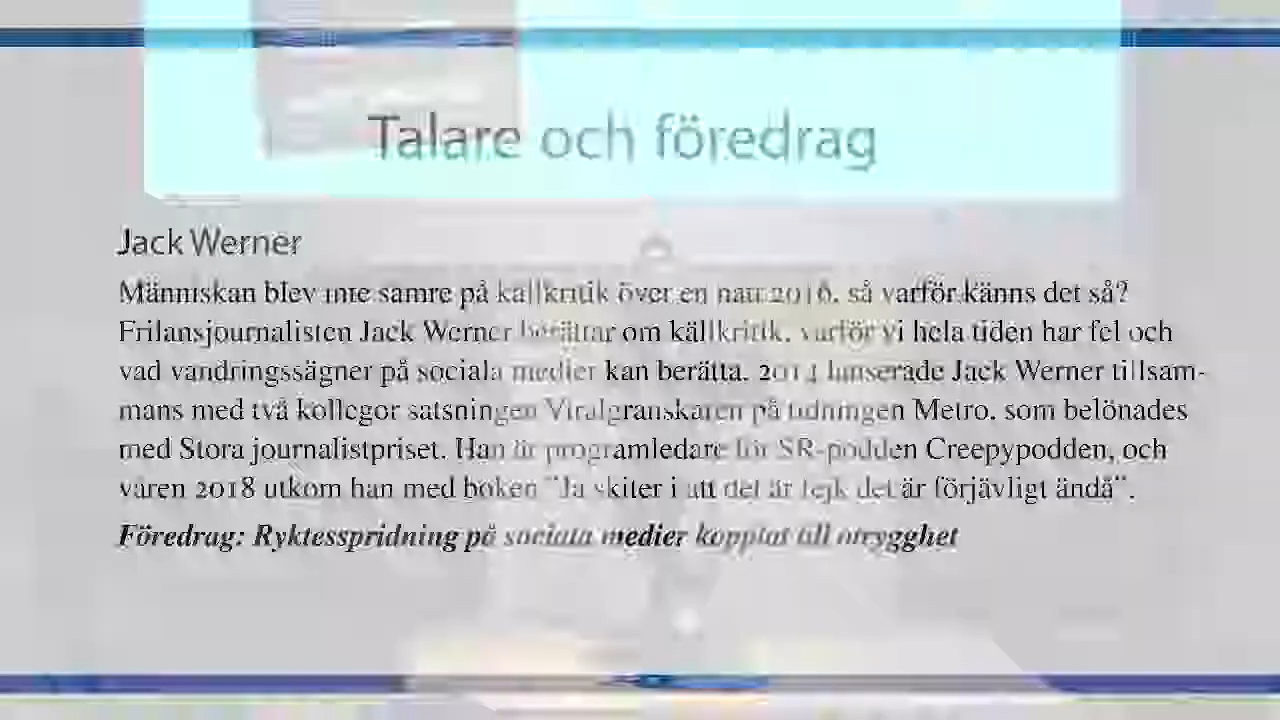 Talare och föredrag
Jack Werner
Människan blev inte sämre på källkritik över en natt 2016, så varför känns det så?
Frilansjournalisten Jack Werner berättar om källkritik, varför vi hela tiden har fel och
vad vandringssägner på sociala medier kan berätta. 2014 lanserade Jack Werner tillsam-
mans med två kollegor satsningen Viralgranskaren på tidningen Metro, som belönades
med Stora journalistpriset. Han är programledare för SR-podden Creepypodden, och
våren 2018 utkom han med boken ”Ja skiter i att det är fejk det är förjävligt ändå”.
Föredrag: Ryktesspridning på sociala medier kopplat till otrygghet